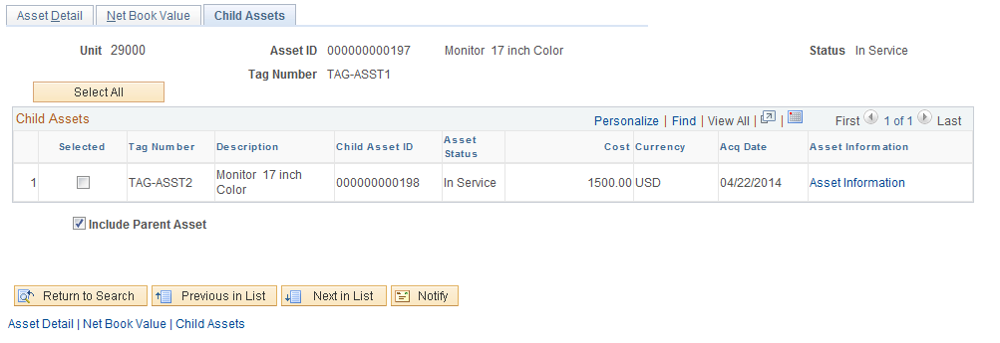 Asset Detail Net Book Value Child Assets
Unit 29000 Asset ID 000000000197 Monitor 17 inch Color Status In Service
Tag Number TAG-ASST1
Select All
Child Assets Personalize | Find | View All | | First 1 of 1 Last
Selected Tag Number Description Child Asset ID Asset Status Cost Currency Acq Date Asset Information
1 TAG-ASST2 Monitor 17 inch Color 000000000198 In Service 1500.00 USD 04/22/2014 Asset Information
Include Parent Asset
Return to Search Previous in List Next in List Notify
Asset Detail | Net Book Value | Child Assets